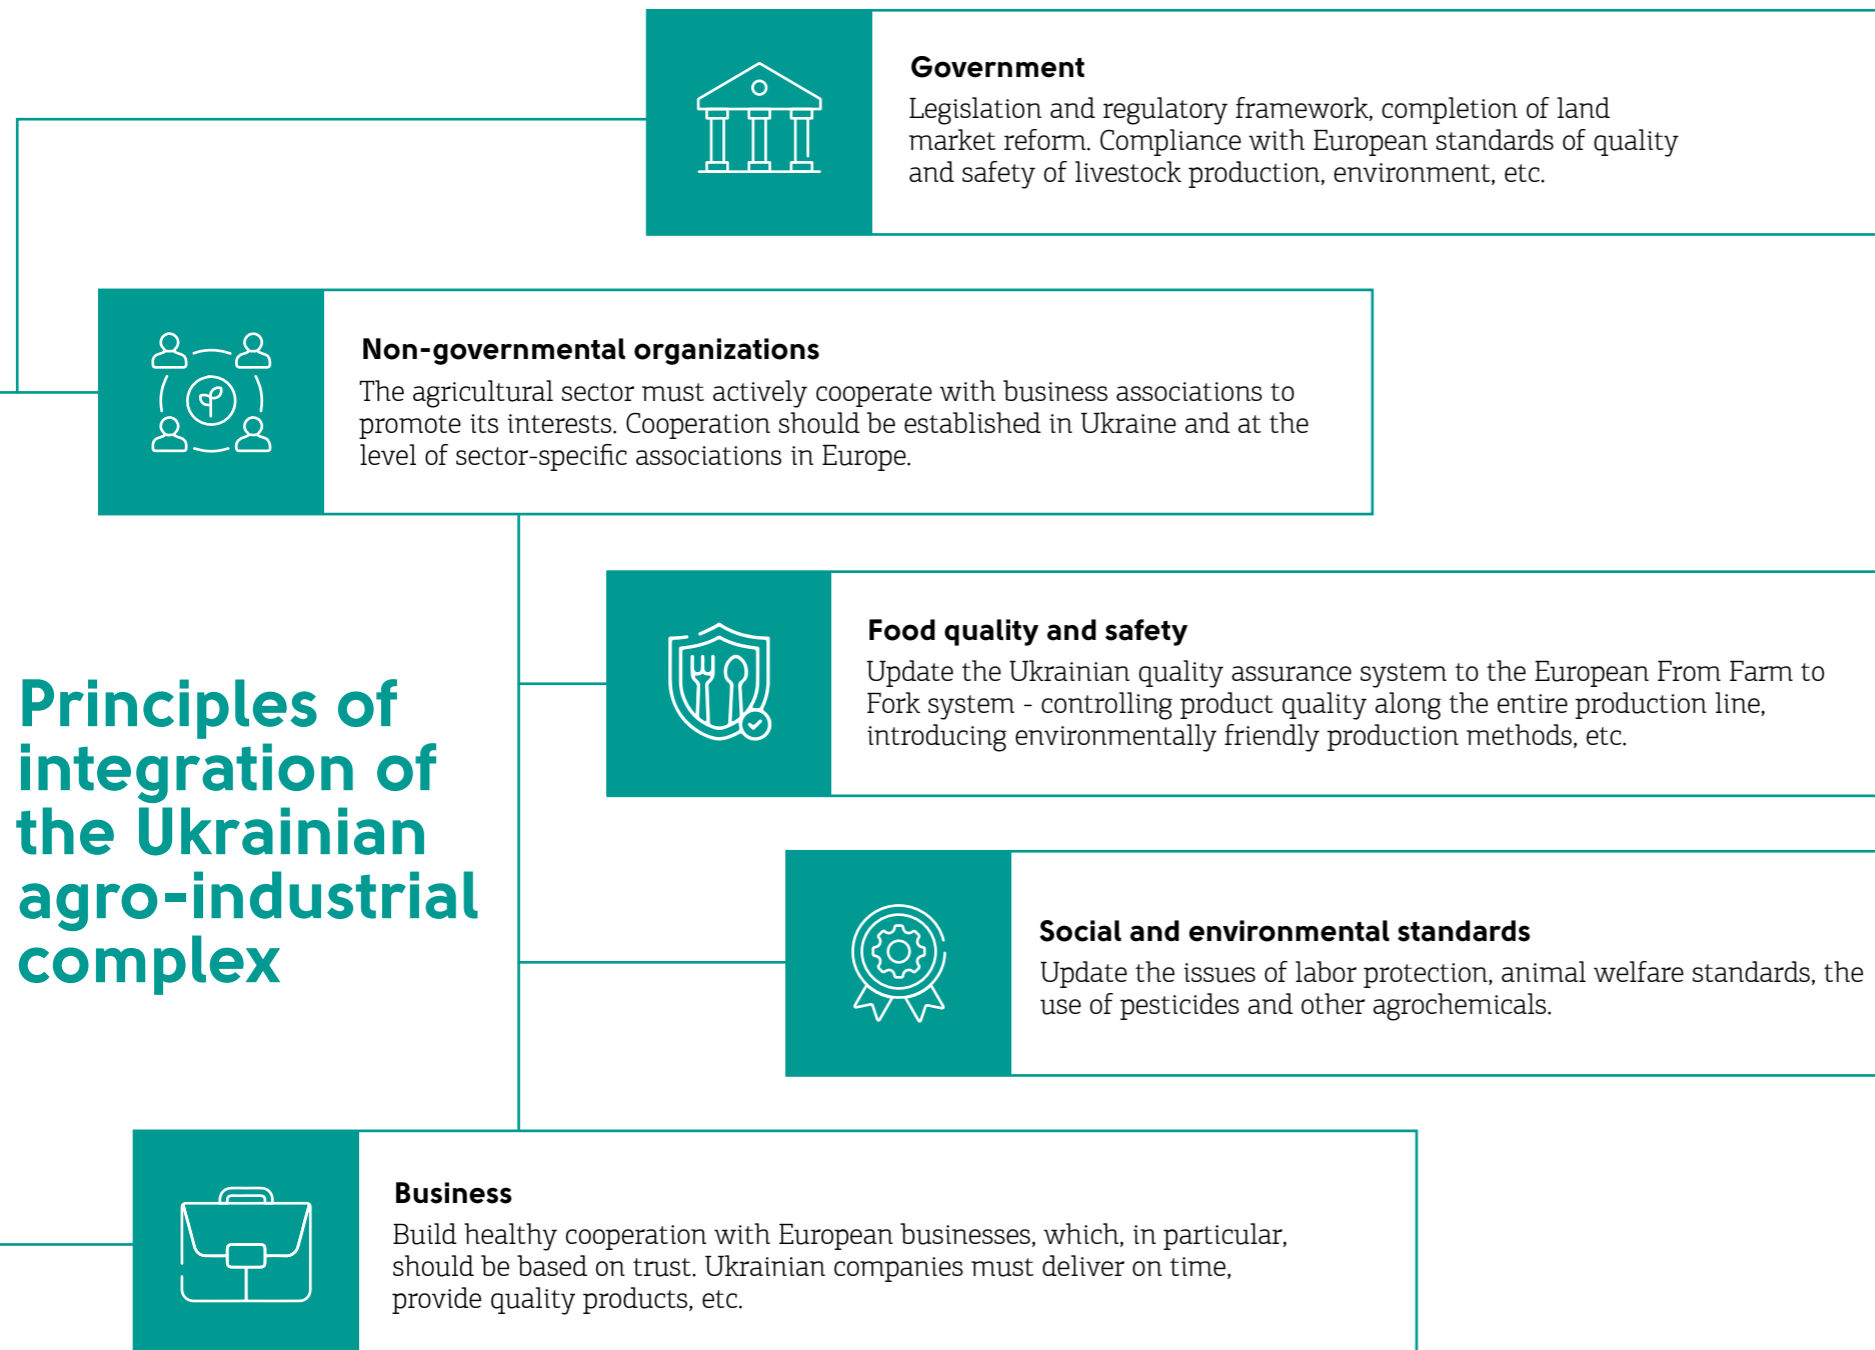 Government
Legislation and regulatory framework, completion of land
market reform. Compliance with European standards of quality
and safety of livestock production, environment, etc.
Non-governmental organizations
The agricultural sector must actively cooperate with business associations to
promote its interests. Cooperation should be established in Ukraine and at the
level of sector-specific associations in Europe.
Food quality and safety
Update the Ukrainian quality assurance system to the European From Farm to
Fork system - controlling product quality along the entire production line,
introducing environmentally friendly production methods, etc.
Principles of
integration of
the Ukrainian
agro-industrial
complex
Social and environmental standards
Update the issues of labor protection, animal welfare standards, the
use of pesticides and other agrochemicals.
Business
Build healthy cooperation with European businesses, which, in particular,
should be based on trust. Ukrainian companies must deliver on time,
provide quality products, etc.